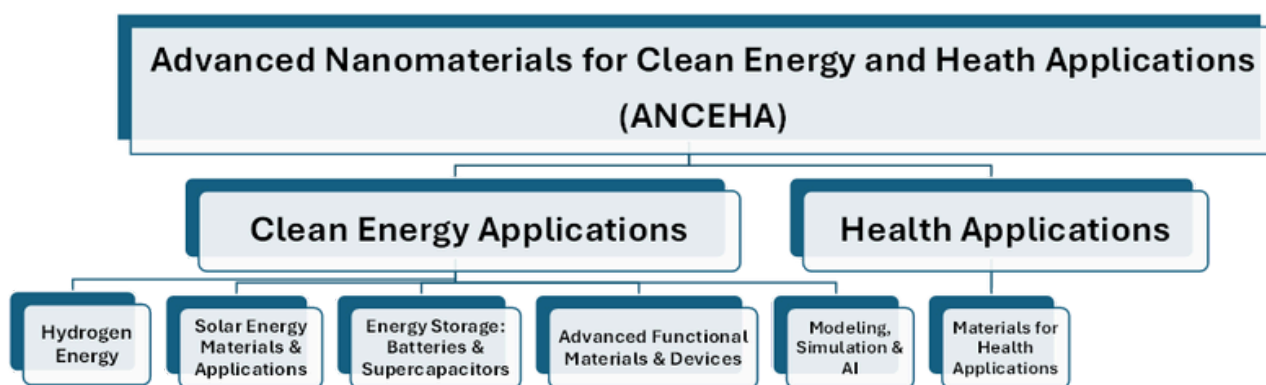 Advanced Nanomaterials for Clean Energy and Heath Applications
(ANCEHA)
Clean Energy Applications
Health Applications
Hydrogen
Energy
Solar Energy
Materials &
Applications
Energy Storage:
Batteries &
Supercapacitors
Advanced Functional
Materials & Devices
Modeling,
Simulation &
AI
Materials for
Health
Applications